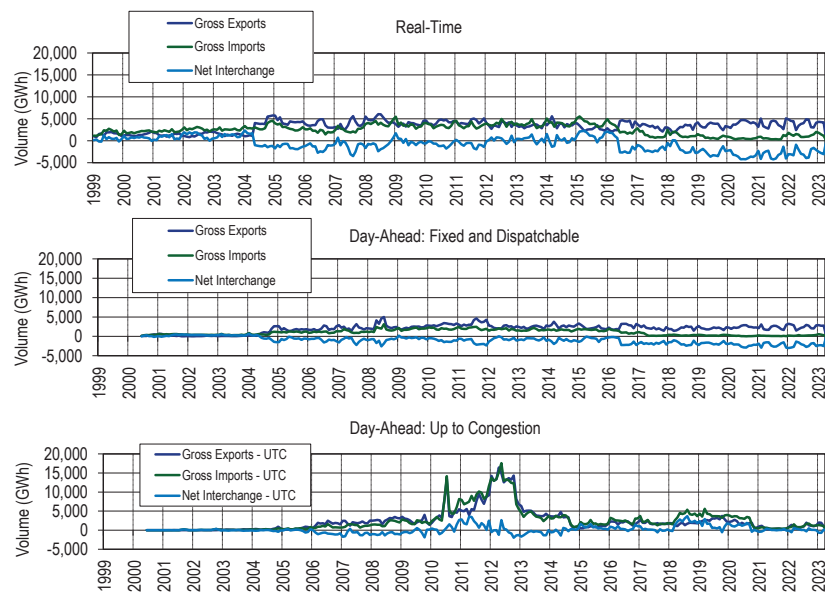 Real-Time
Gross Exports
Gross Imports
Net Interchange
Volume (GWh)
20,000
15,000
10,000
5,000
0
-5,000
1999 2000 2001 2002 2003 2004 2005 2006 2007 2008 2009 2010 2011 2012 2013 2014 2015 2016 2017 2018 2019 2020 2021 2022 2023
Day-Ahead: Fixed and Dispatchable
Gross Exports
Gross Imports
Net Interchange
Volume (GWh)
20,000
15,000
10,000
5,000
0
-5,000
1999 2000 2001 2002 2003 2004 2005 2006 2007 2008 2009 2010 2011 2012 2013 2014 2015 2016 2017 2018 2019 2020 2021 2022 2023
Day-Ahead: Up to Congestion
Gross Exports - UTC
Gross Imports - UTC
Net Interchange - UTC
Volume (GWh)
20,000
15,000
10,000
5,000
0
-5,000
1999 2000 2001 2002 2003 2004 2005 2006 2007 2008 2009 2010 2011 2012 2013 2014 2015 2016 2017 2018 2019 2020 2021 2022 2023